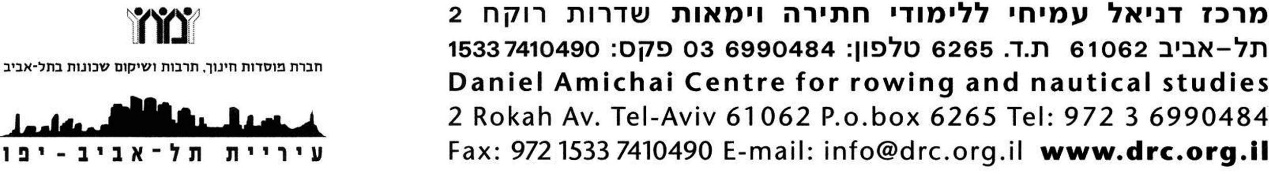 חברת מוסדות חינוך, תרבות ושיקום שכונות בתל-אביב
עיריית תל-אביב-יפו
מרכז דניאל עמיחי ללימודי חתירה וימאות שדרות רוקח 2
תל-אביב 61062 ת.ד. 6265 טלפון: 03 6990484 פקס: 1533 7410490
Daniel Amichai Centre for rowing and nautical studies
2 Rokah Av. Tel-Aviv 61062 P.o.box 6265 Tel: 972 3 6990484
Fax: 972 1533 7410490 E-mail: info@drc.org.il www.drc.org.il